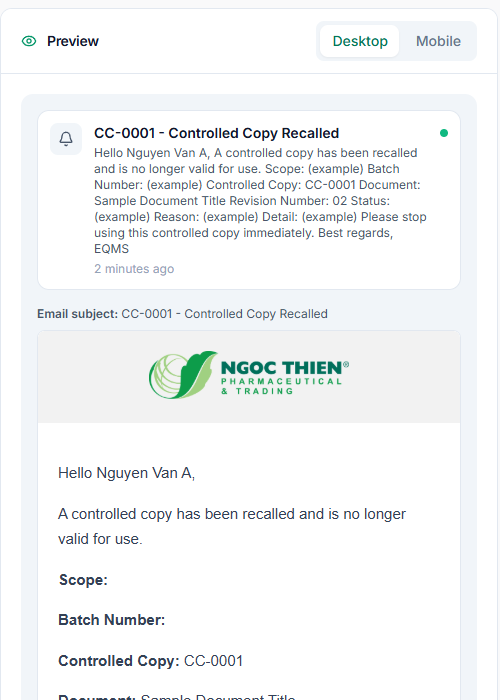 Preview
Desktop
Mobile
CC-0001 - Controlled Copy Recalled
Hello Nguyen Van A, A controlled copy has been recalled
and is no longer valid for use. Scope: (example) Batch
Number: (example) Controlled Copy: CC-0001 Document:
Sample Document Title Revision Number: 02 Status:
(example) Reason: (example) Detail: (example) Please stop
using this controlled copy immediately. Best regards,
EQMS
2 minutes ago
Email subject: CC-0001 - Controlled Copy Recalled
NGOC THIEN®
PHARMACEUTICAL
& TRADING
Hello Nguyen Van A,
A controlled copy has been recalled and is no longer
valid for use.
Scope:
Batch Number:
Controlled Copy: CC-0001
Document: Sample Document Title